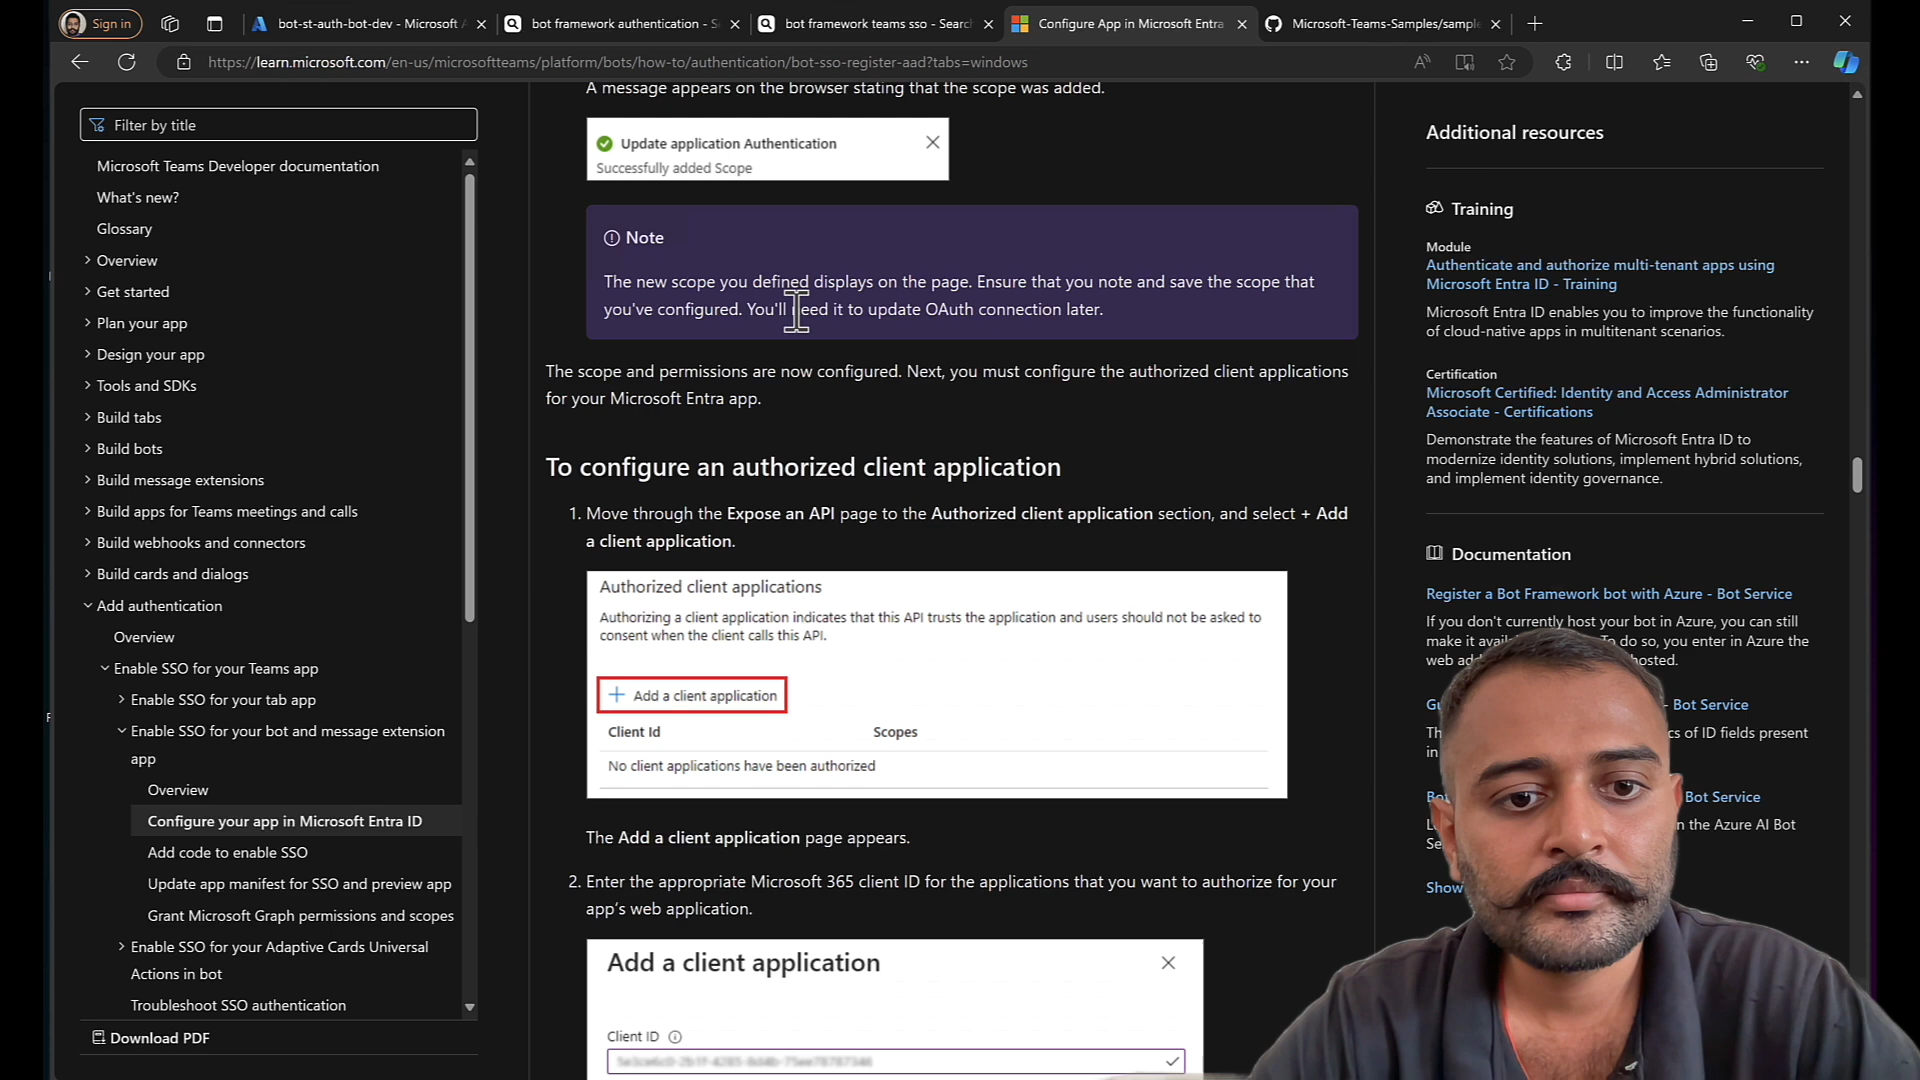 Sign in
bot-st-auth-bot-dev - Microsoft A
bot framework authentication - S
bot framework teams sso - Search
Configure App in Microsoft Entra
Microsoft-Teams-Samples/sampl
https://learn.microsoft.com/en-us/microsoftteams/platform/bots/how-to/authentication/bot-sso-register-aad?tabs=windows
Filter by title
Microsoft Teams Developer documentation
What's new?
Glossary
Overview
Get started
Plan your app
Design your app
Tools and SDKs
Build tabs
Build bots
Build message extensions
Build apps for Teams meetings and calls
Build webhooks and connectors
Build cards and dialogs
Add authentication
Overview
Enable SSO for your Teams app
Enable SSO for your tab app
Enable SSO for your bot and message extension
app
Overview
Configure your app in Microsoft Entra ID
Add code to enable SSO
Update app manifest for SSO and preview app
Grant Microsoft Graph permissions and scopes
Enable SSO for your Adaptive Cards Universal
Actions in bot
Troubleshoot SSO authentication
Download PDF
A message appears on the browser stating that the scope was added.
Update application Authentication
Successfully added Scope
Note
The new scope you defined displays on the page. Ensure that you note and save the scope that
you've configured. You'll need it to update OAuth connection later.
The scope and permissions are now configured. Next, you must configure the authorized client applications
for your Microsoft Entra app.
To configure an authorized client application
1. Move through the Expose an API page to the Authorized client application section, and select + Add
a client application.
Authorized client applications
Authorizing a client application indicates that this API trusts the application and users should not be asked to
consent when the client calls this API.
Add a client application
Client Id Scopes
No client applications have been authorized
The Add a client application page appears.
2. Enter the appropriate Microsoft 365 client ID for the applications that you want to authorize for your
app's web application.
Add a client application
Client ID
Additional resources
Training
Module
Authenticate and authorize multi-tenant apps using
Microsoft Entra ID - Training
Microsoft Entra ID enables you to improve the functionality
of cloud-native apps in multitenant scenarios.
Certification
Microsoft Certified: Identity and Access Administrator
Associate - Certifications
Demonstrate the features of Microsoft Entra ID to
modernize identity solutions, implement hybrid solutions,
and implement identity governance.
Documentation
Register a Bot Framework bot with Azure - Bot Service
If you don't currently host your bot in Azure, you can still
make it To do so, you enter in Azure the
web hosted.
- Bot Service
of ID fields present
in
Bot Service
in the Azure AI Bot
Show